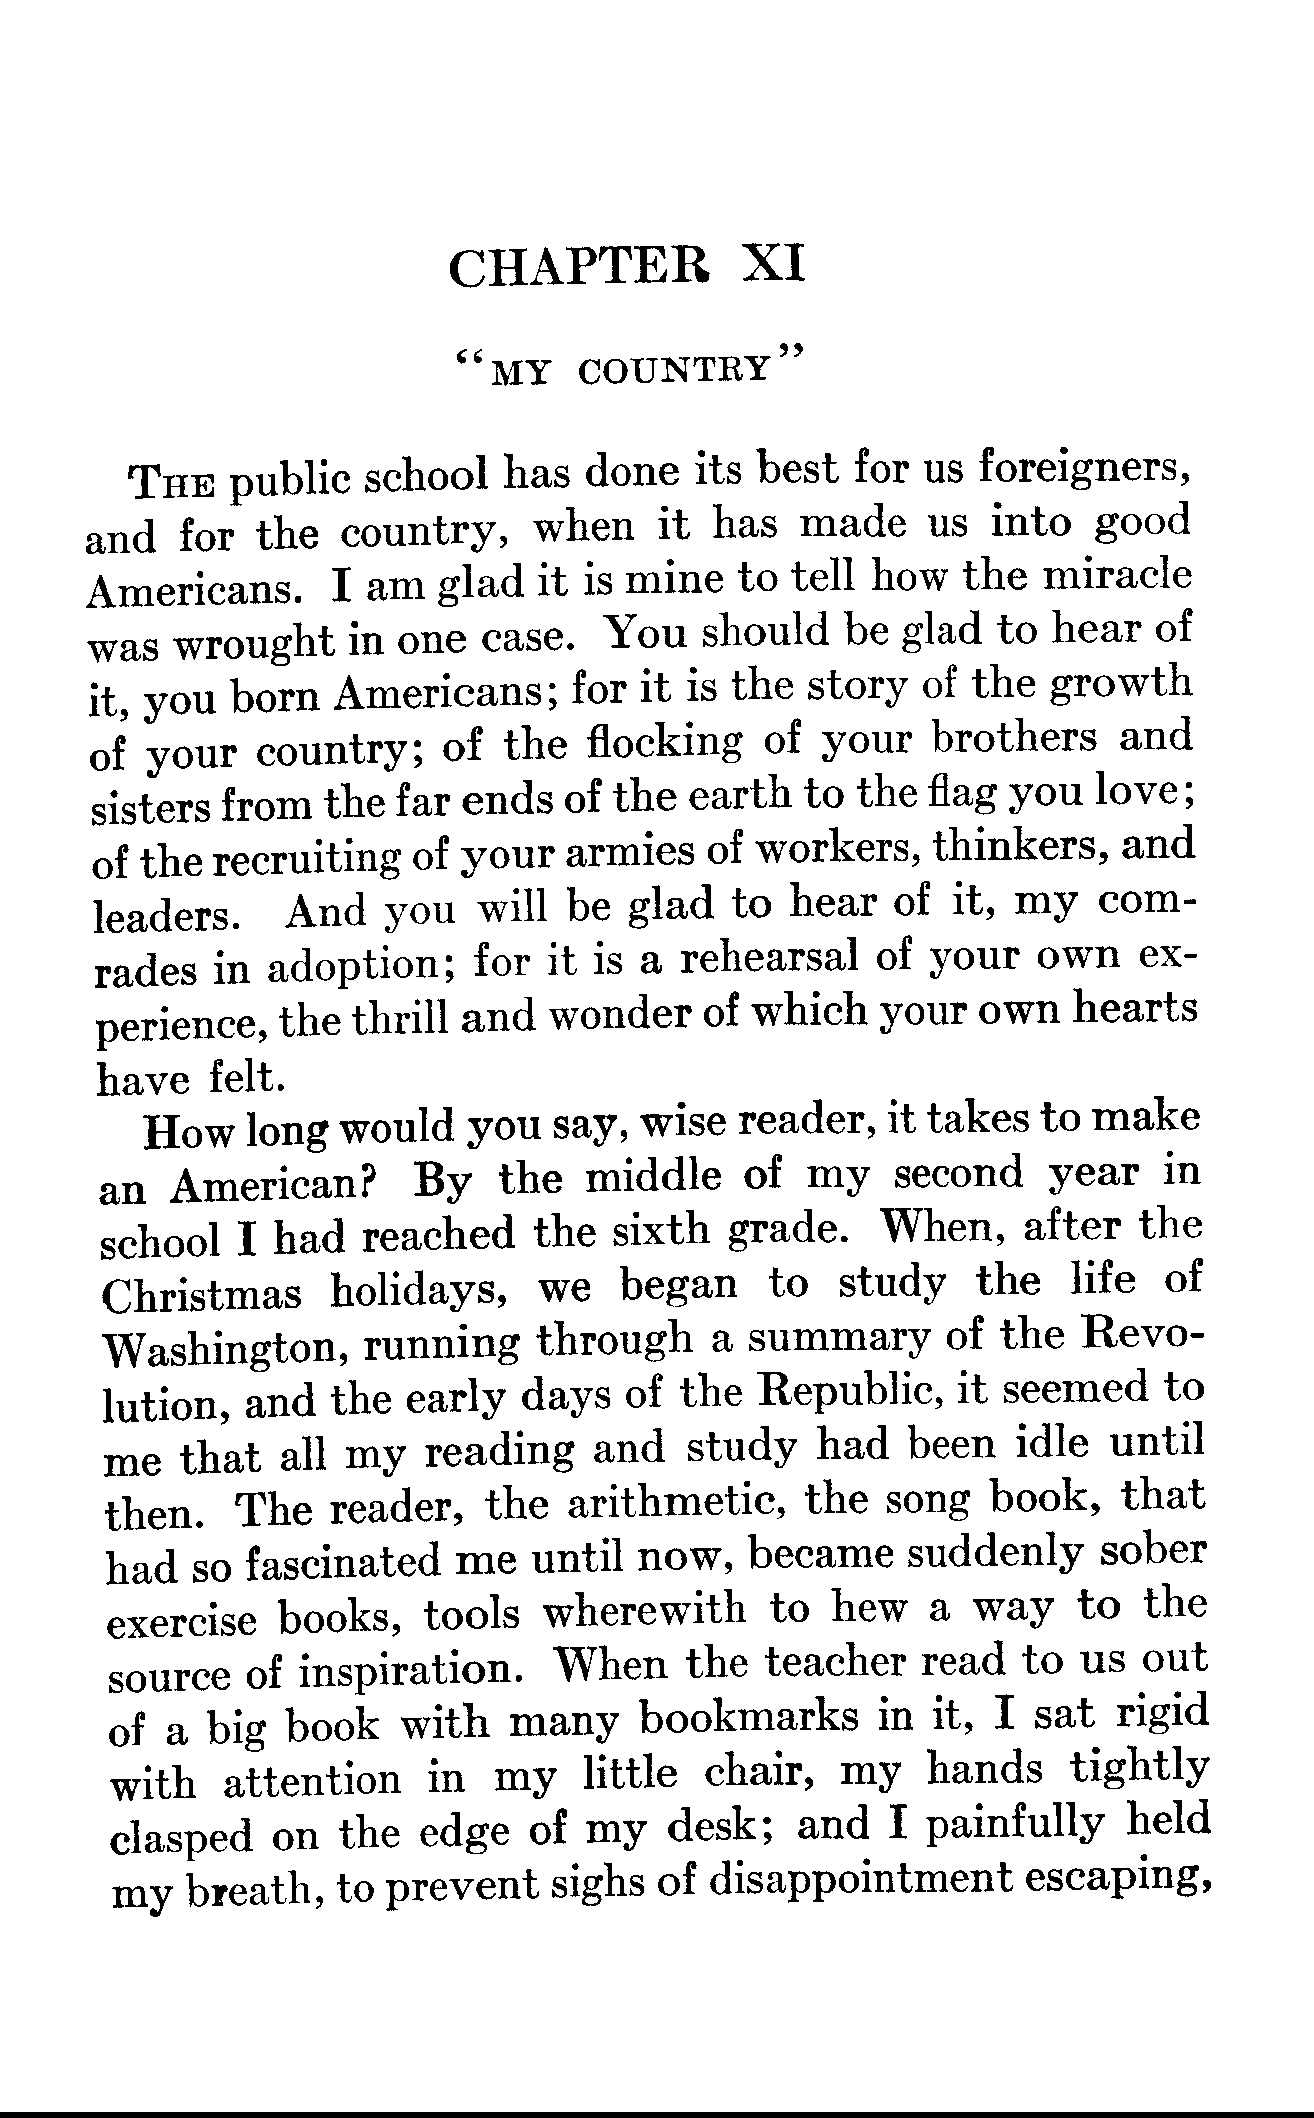 CHAPTER XI
"MY COUNTRY"
THE public school has done its best for us foreigners,
and for the country, when it has made us into good
Americans. I am glad it is mine to tell how the miracle
was wrought in one case. You should be glad to hear of
it, you born Americans; for it is the story of the growth
of your country; of the flocking of your brothers and
sisters from the far ends of the earth to the flag you love;
of the recruiting of your armies of workers, thinkers, and
leaders. And you will be glad to hear of it, my com-
rades in adoption; for it is a rehearsal of your own ex-
perience, the thrill and wonder of which your own hearts
have felt.
How long would you say, wise reader, it takes to make
an American? By the middle of my second year in
school I had reached the sixth grade. When, after the
Christmas holidays, we began to study the life of
Washington, running through a summary of the Revo-
lution, and the early days of the Republic, it seemed to
me that all my reading and study had been idle until
then. The reader, the arithmetic, the song book, that
had so fascinated me until now, became suddenly sober
exercise books, tools wherewith to hew a way to the
source of inspiration. When the teacher read to us out
of a big book with many bookmarks in it, I sat rigid
with attention in my little chair, my hands tightly
clasped on the edge of my desk; and I painfully held
my breath, to prevent sighs of disappointment escaping,